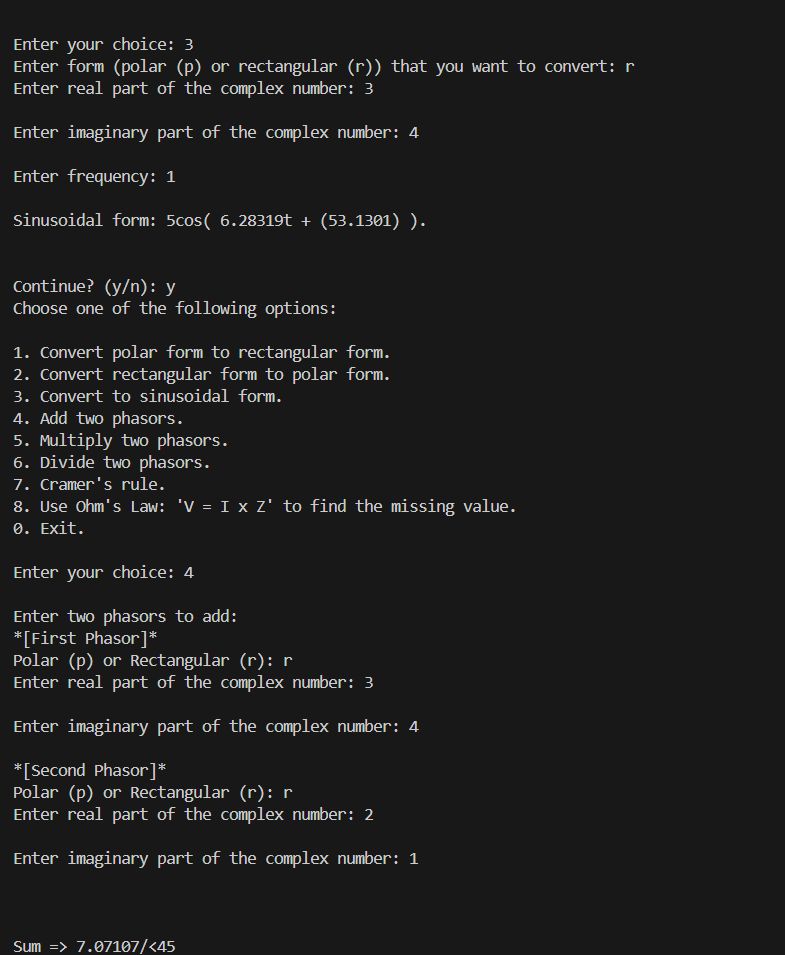 Enter your choice: 3
Enter form (polar (p) or rectangular (r)) that you want to convert: r
Enter real part of the complex number: 3
Enter imaginary part of the complex number: 4
Enter frequency: 1
Sinusoidal form: 5cos( 6.28319t + (53.1301) ).
Continue? (y/n): y
Choose one of the following options:
1. Convert polar form to rectangular form.
2. Convert rectangular form to polar form.
3. Convert to sinusoidal form.
4. Add two phasors.
5. Multiply two phasors.
6. Divide two phasors.
7. Cramer's rule.
8. Use Ohm's Law: 'V = I x Z' to find the missing value.
0. Exit.
Enter your choice: 4
Enter two phasors to add:
*[First Phasor]*
Polar (p) or Rectangular (r): r
Enter real part of the complex number: 3
Enter imaginary part of the complex number: 4
*[Second Phasor]*
Polar (p) or Rectangular (r): r
Enter real part of the complex number: 2
Enter imaginary part of the complex number: 1
Sum => 7.07107/<45